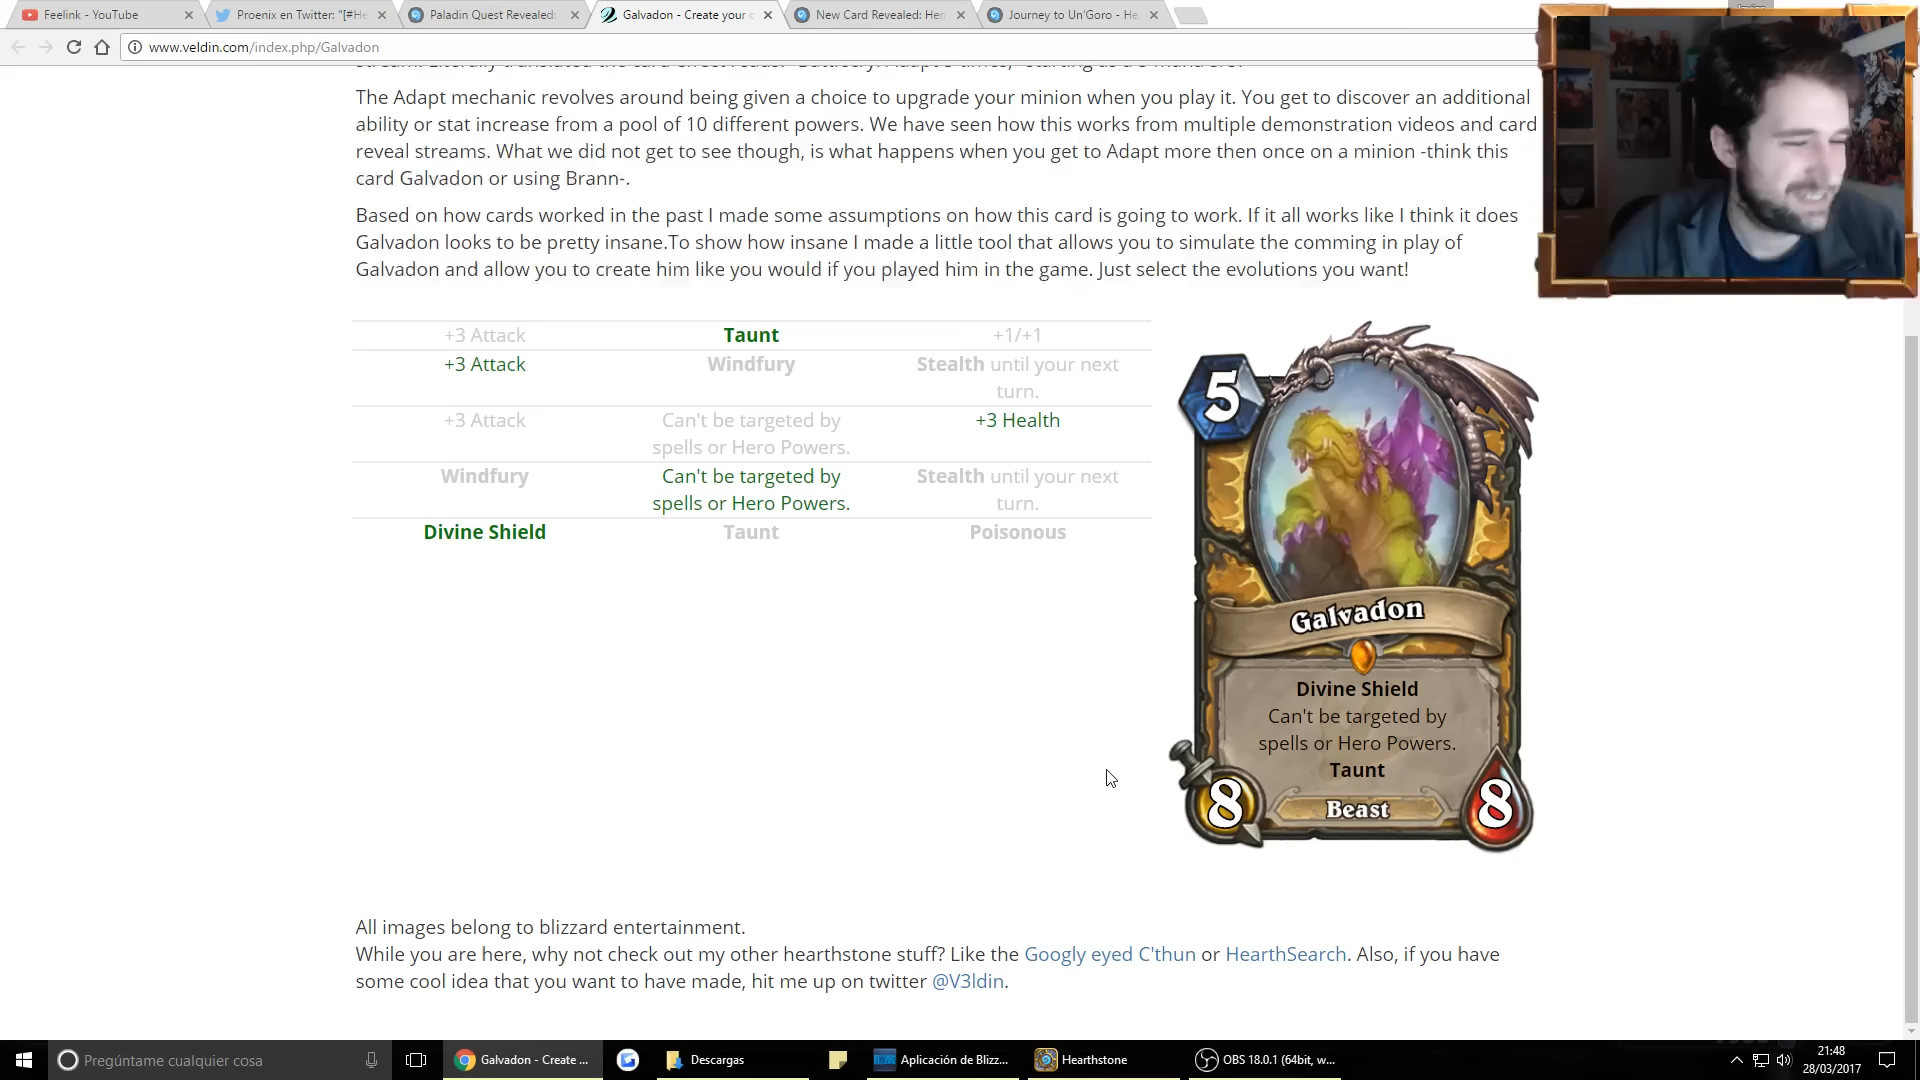 Feelink - YouTube
Proenix en Twitter: "[#He
Paladin Quest Revealed:
Galvadon - Create your c
New Card Revealed: Hem
Journey to Un'Goro - He
www.veldin.com/index.php/Galvadon
The Adapt mechanic revolves around being given a choice to upgrade your minion when you play it. You get to discover an additional
ability or stat increase from a pool of 10 different powers. We have seen how this works from multiple demonstration videos and card
reveal streams. What we did not get to see though, is what happens when you get to Adapt more then once on a minion -think this
card Galvadon or using Brann-.
Based on how cards worked in the past I made some assumptions on how this card is going to work. If it all works like I think it does
Galvadon looks to be pretty insane.To show how insane I made a little tool that allows you to simulate the comming in play of
Galvadon and allow you to create him like you would if you played him in the game. Just select the evolutions you want!
+3 Attack Taunt +1/+1
+3 Attack Windfury Stealth until your next
turn.
+3 Attack Can't be targeted by +3 Health
spells or Hero Powers.
Windfury Can't be targeted by Stealth until your next
spells or Hero Powers. turn.
Divine Shield Taunt Poisonous
5
Galvadon
Divine Shield
Can't be targeted by
spells or Hero Powers.
Taunt
8 Beast 8
All images belong to blizzard entertainment.
While you are here, why not check out my other hearthstone stuff? Like the Googly eyed C'thun or HearthSearch. Also, if you have
some cool idea that you want to have made, hit me up on twitter @V3ldin.
Pregúntame cualquier cosa
Galvadon - Create ...
Descargas
Aplicación de Blizz...
Hearthstone
OBS 18.0.1 (64bit, w...
21:48
28/03/2017